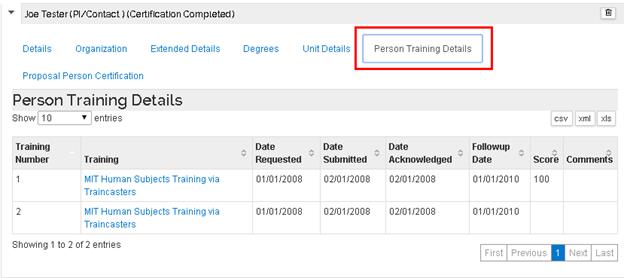 Joe Tester (PI/Contact ) (Certification Completed)
Details Organization Extended Details Degrees Unit Details Person Training Details
Proposal Person Certification
Person Training Details
Show 10 entries csv xml xls
Training Number Training Date Requested Date Submitted Date Acknowledged Followup Date Score Comments
1 MIT Human Subjects Training via Traincasters 01/01/2008 02/01/2008 02/01/2008 01/01/2010 100
2 MIT Human Subjects Training via Traincasters 01/01/2008 02/01/2008 02/01/2008 01/01/2010
Showing 1 to 2 of 2 entries
First Previous 1 Next Last